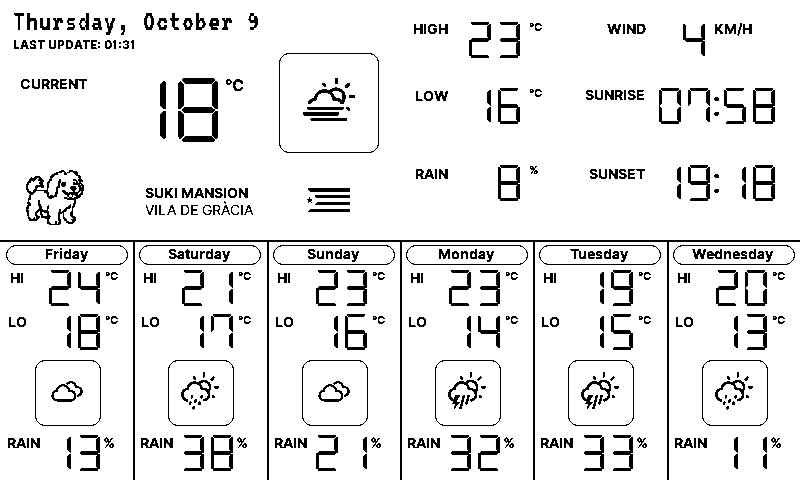 Thursday, October 9
LAST UPDATE: 01:31
CURRENT
18 °C
SUKI MANSION
VILA DE GRÀCIA
HIGH 23 °C
LOW 16 °C
RAIN 8 %
WIND 4 KM/H
SUNRISE 07:58
SUNSET 19:18
Friday
HI 24 °C
LO 18 °C
RAIN 13 %
Saturday
HI 21 °C
LO 17 °C
RAIN 38 %
Sunday
HI 23 °C
LO 16 °C
RAIN 21 %
Monday
HI 23 °C
LO 14 °C
RAIN 32 %
Tuesday
HI 19 °C
LO 15 °C
RAIN 33 %
Wednesday
HI 20 °C
LO 13 °C
RAIN 11 %